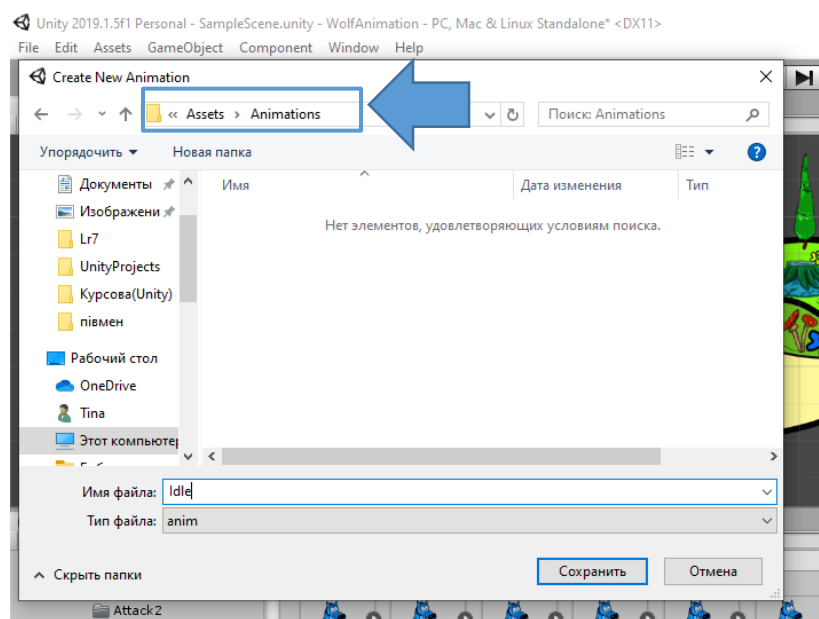 Unity 2019.1.5f1 Personal - SampleScene.unity - WolfAnimation - PC, Mac & Linux Standalone* <DX11>
File Edit Assets GameObject Component Window Help
Create New Animation
« Assets › Animations
Поиск: Animations
Упорядочить Новая папка
Имя Дата изменения Тип
Документы
Изображени
Нет элементов, удовлетворяющих условиям поиска.
Lr7
UnityProjects
Курсова(Unity)
півмен
Рабочий стол
OneDrive
Tina
Этот компьютер
Имя файла: Idle
Тип файла: anim
Скрыть папки
Сохранить Отмена
Attack2